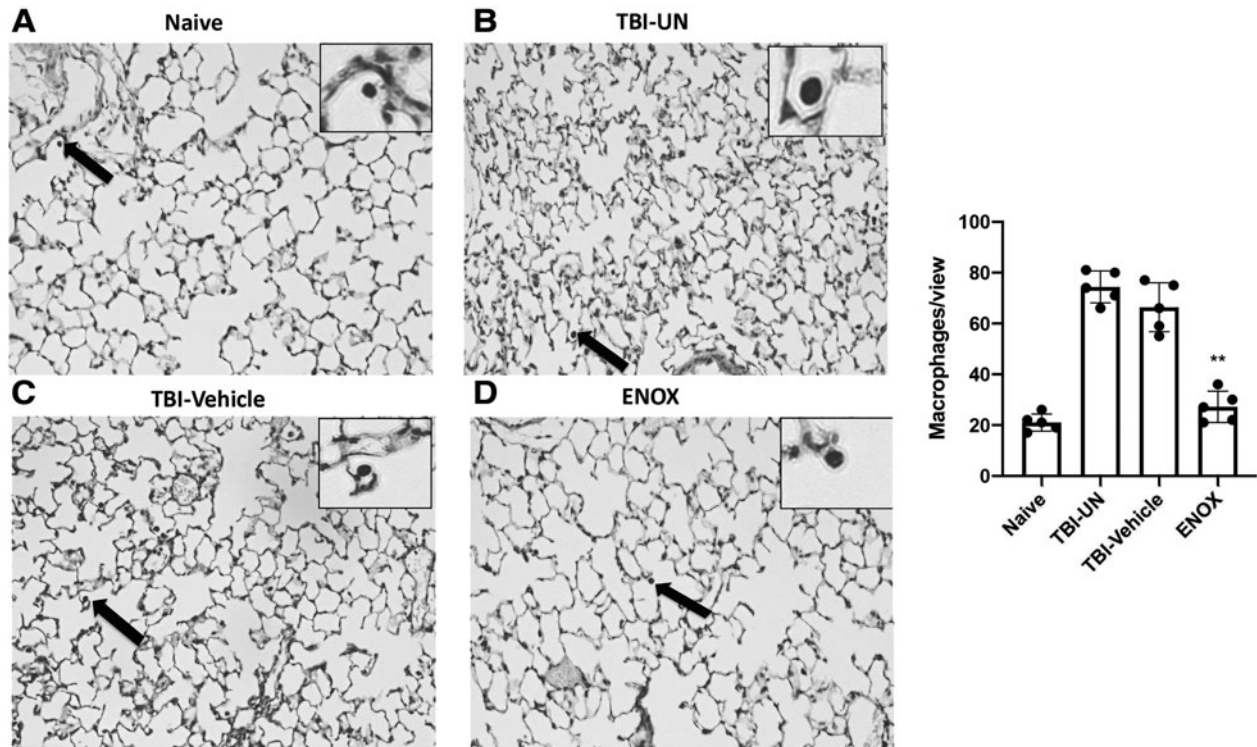 A Naive
B TBI-UN
C TBI-Vehicle
D ENOX
Macrophages/view
100
80
60
40
20
0
**
Naive
TBI-UN
TBI-Vehicle
ENOX